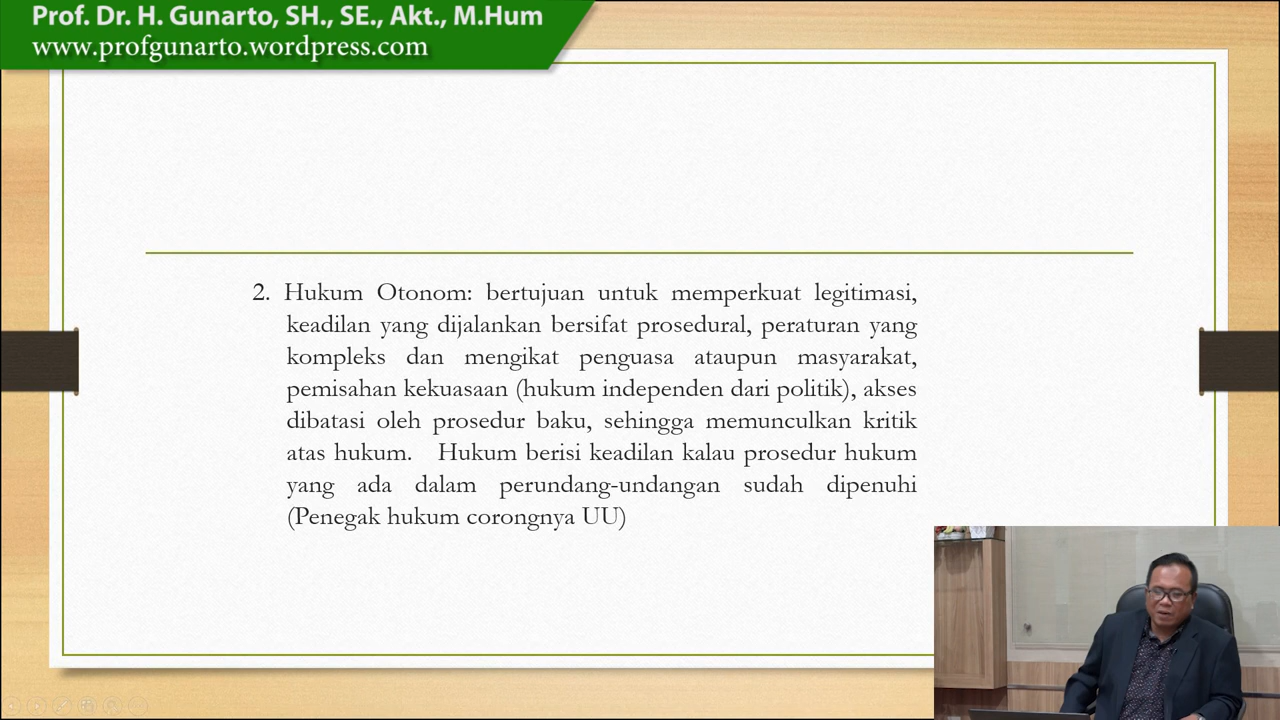 Prof. Dr. H. Gunarto, SH., SE., Akt., M.Hum
www.profgunarto.wordpress.com
2. Hukum Otonom: bertujuan untuk memperkuat legitimasi,
keadilan yang dijalankan bersifat prosedural, peraturan yang
kompleks dan mengikat penguasa ataupun masyarakat,
pemisahan kekuasaan (hukum independen dari politik), akses
dibatasi oleh prosedur baku, sehingga memunculkan kritik
atas hukum. Hukum berisi keadilan kalau prosedur hukum
yang ada dalam perundang-undangan sudah dipenuhi
(Penegak hukum corongnya UU)